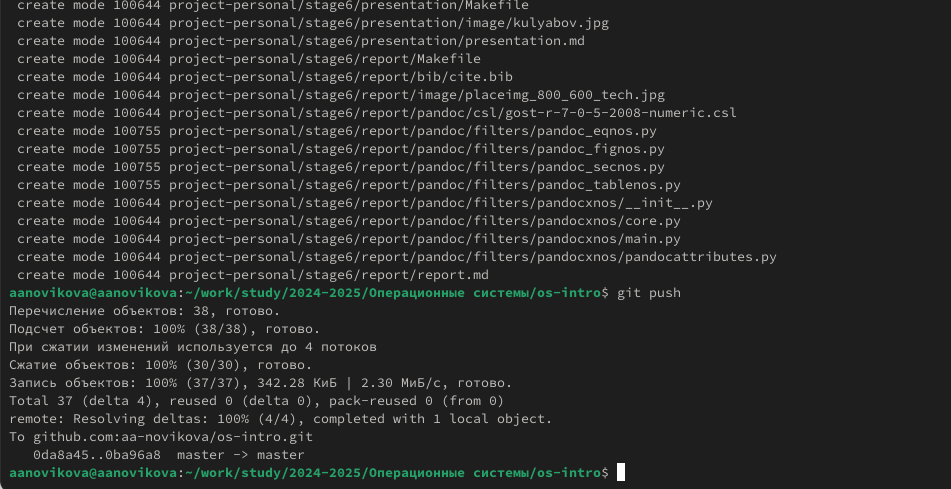 create mode 100644 project-personal/stage6/presentation/Makefile
create mode 100644 project-personal/stage6/presentation/image/kulyabov.jpg
create mode 100644 project-personal/stage6/presentation/presentation.md
create mode 100644 project-personal/stage6/report/Makefile
create mode 100644 project-personal/stage6/report/bib/cite.bib
create mode 100644 project-personal/stage6/report/image/placeimg_800_600_tech.jpg
create mode 100644 project-personal/stage6/report/pandoc/csl/gost-r-7-0-5-2008-numeric.csl
create mode 100755 project-personal/stage6/report/pandoc/filters/pandoc_eqnos.py
create mode 100755 project-personal/stage6/report/pandoc/filters/pandoc_fignos.py
create mode 100755 project-personal/stage6/report/pandoc/filters/pandoc_secnos.py
create mode 100755 project-personal/stage6/report/pandoc/filters/pandoc_tablenos.py
create mode 100644 project-personal/stage6/report/pandoc/filters/pandocxnos/__init__.py
create mode 100644 project-personal/stage6/report/pandoc/filters/pandocxnos/core.py
create mode 100644 project-personal/stage6/report/pandoc/filters/pandocxnos/main.py
create mode 100644 project-personal/stage6/report/pandoc/filters/pandocxnos/pandocattributes.py
create mode 100644 project-personal/stage6/report/report.md
aanovikova@aanovikova:~/work/study/2024-2025/Операционные системы/os-intro$ git push
Перечисление объектов: 38, готово.
Подсчет объектов: 100% (38/38), готово.
При сжатии изменений используется до 4 потоков
Сжатие объектов: 100% (30/30), готово.
Запись объектов: 100% (37/37), 342.28 КиБ | 2.30 МиБ/с, готово.
Total 37 (delta 4), reused 0 (delta 0), pack-reused 0 (from 0)
remote: Resolving deltas: 100% (4/4), completed with 1 local object.
To github.com:aa-novikova/os-intro.git
0da8a45..0ba96a8  master -> master
aanovikova@aanovikova:~/work/study/2024-2025/Операционные системы/os-intro$